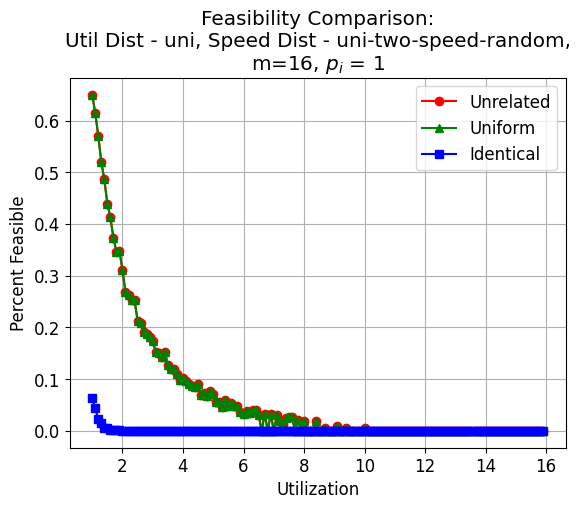 Feasibility Comparison:
Util Dist - uni, Speed Dist - uni-two-speed-random,
m=16, $p_i$ = 1
Unrelated
Uniform
Identical
Percent Feasible
0.6
0.5
0.4
0.3
0.2
0.1
0.0
2 4 6 8 10 12 14 16
Utilization